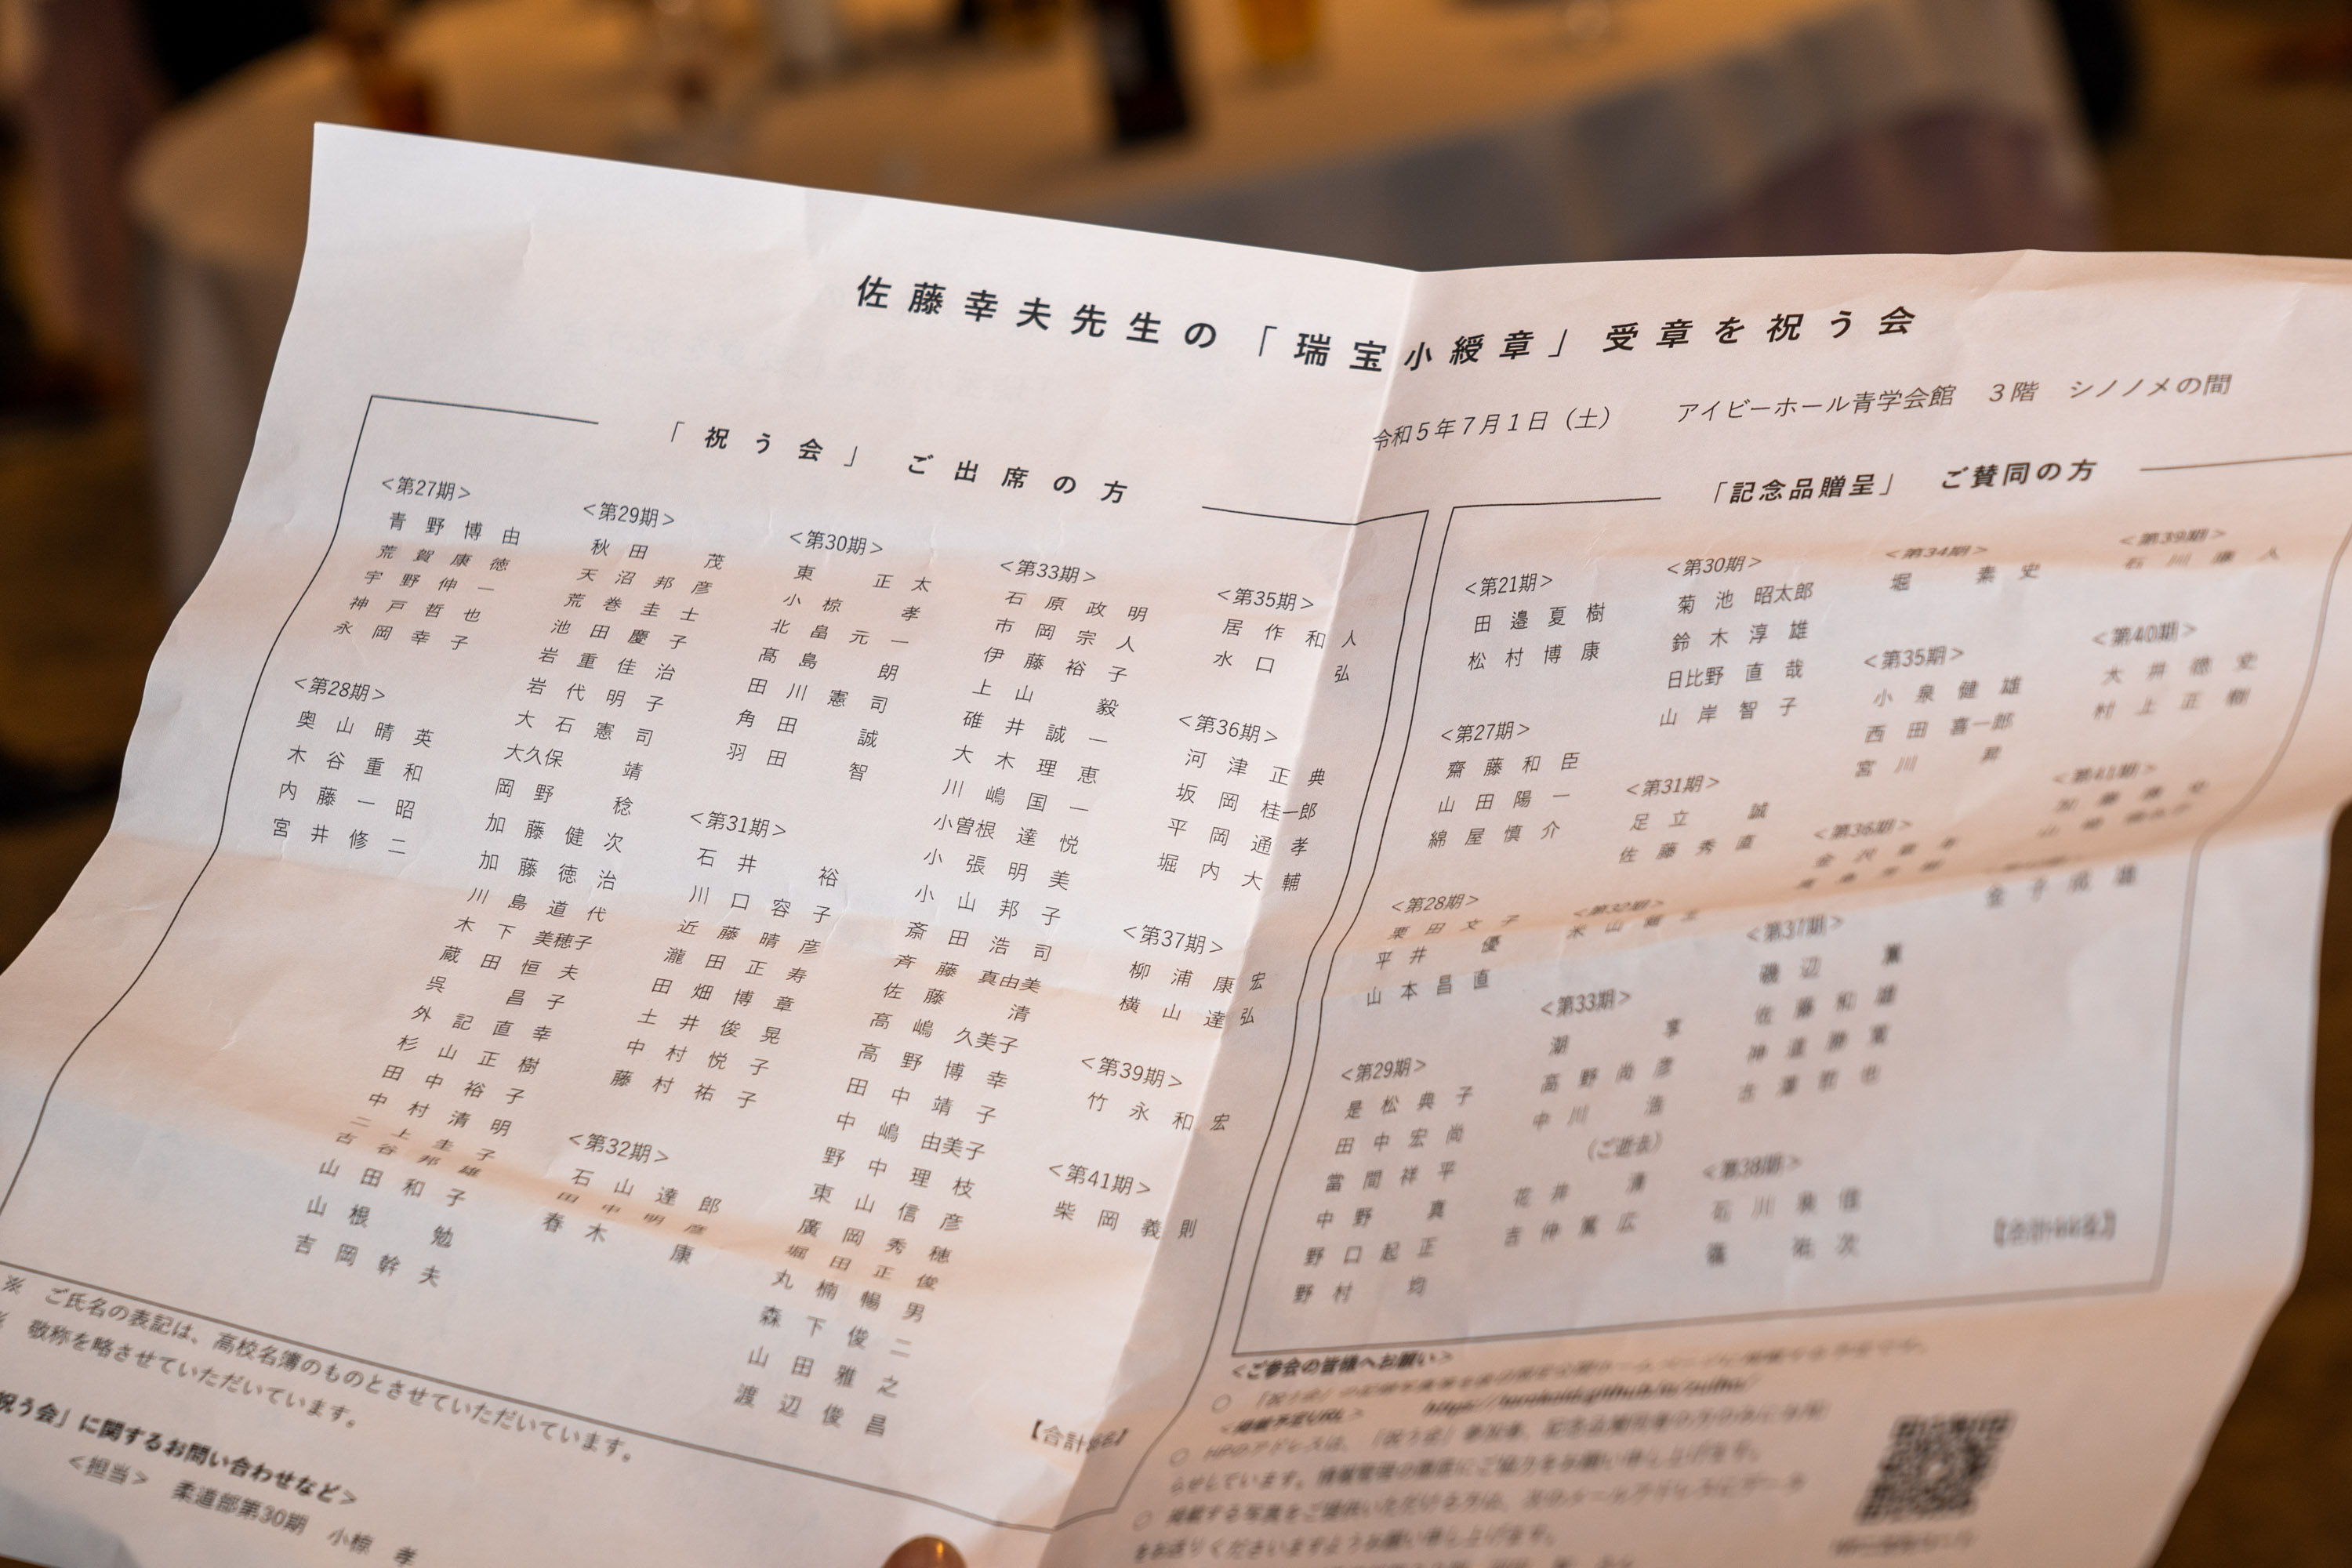 佐藤幸夫先生の「瑞宝小綬章」受章を祝う会
令和5年7月1日（土）　アイビーホール青学会館　3階　シノノメの間
「祝う会」ご出席の方
＜第27期＞
青野博由
荒賀康徳
宇野伸一
神戸哲也
永岡幸子
＜第28期＞
奥山晴英
木谷重和
内藤一昭
宮井修二
＜第29期＞
秋田　茂
天沼邦彦
荒巻圭士
池田慶子
岩重佳治
岩代明子
大石憲司
大久保　靖
岡野　稔
加藤健次
加藤徳治
川島道代
木下美穂子
蔵田恒夫
呉　昌子
外記直幸
杉山正樹
田中裕子
中村清明
二上圭子
古谷邦雄
山田和子
山根　勉
吉岡幹夫
＜第30期＞
東　正太
小椋　孝
北畠元一
髙島　朗
田川憲司
角田　誠
羽田　智
＜第31期＞
石井　裕
川口容子
近藤晴彦
瀧田正寿
田畑博章
土井俊晃
中村悦子
藤村祐子
＜第32期＞
石山達郎
田中明彦
春木　康
＜第33期＞
石原政明
市岡宗人
伊藤裕子
上山　毅
碓井誠一
大木理恵
川嶋国一
小曽根達悦
小張明美
小山邦子
斎田浩司
斉藤真由美
佐藤　清
高嶋久美子
高野博幸
田中靖子
中嶋由美子
野中理枝
東山信彦
廣岡秀穂
堀田正俊
丸楠暢男
森下俊二
山田雅之
渡辺俊昌
＜第35期＞
居作和人
水口　弘
＜第36期＞
河津正典
坂岡桂一郎
平岡通孝
堀内大輔
＜第37期＞
柳浦康宏
横山達弘
＜第39期＞
竹永和宏
＜第41期＞
柴岡義則
【合計
※　ご氏名の表記は、高校名簿のものとさせていただいています。
※　敬称を略させていただいています。
祝う会」に関するお問い合わせなど＞
＜担当＞　柔道部第30期　小椋　孝
「記念品贈呈」ご賛同の方
＜第21期＞
田邉夏樹
松村博康
＜第27期＞
齋藤和臣
山田陽一
綿屋慎介
＜第28期＞
栗田文子
平井　優
山本昌直
＜第29期＞
是松典子
田中宏尚
當間祥平
中野　真
野口起正
野村　均
＜第30期＞
菊池昭太郎
鈴木淳雄
日比野直哉
山岸智子
＜第31期＞
足立　誠
佐藤秀直
＜第32期＞
＜第33期＞
湖　享
高野尚彦
中川　浩
（ご逝去）
花井　清
吉仲篤広
＜第34期＞
堀　素史
＜第35期＞
小泉健雄
西田喜一郎
宮川　昇
＜第36期＞
＜第37期＞
磯辺　薫
佐藤和雄
＜第38期＞
石川
＜第39期＞
石川康人
＜第40期＞
大井徳史
村上正樹
＜第41期＞
金子成雄
＜ご参会の皆様へお願い＞